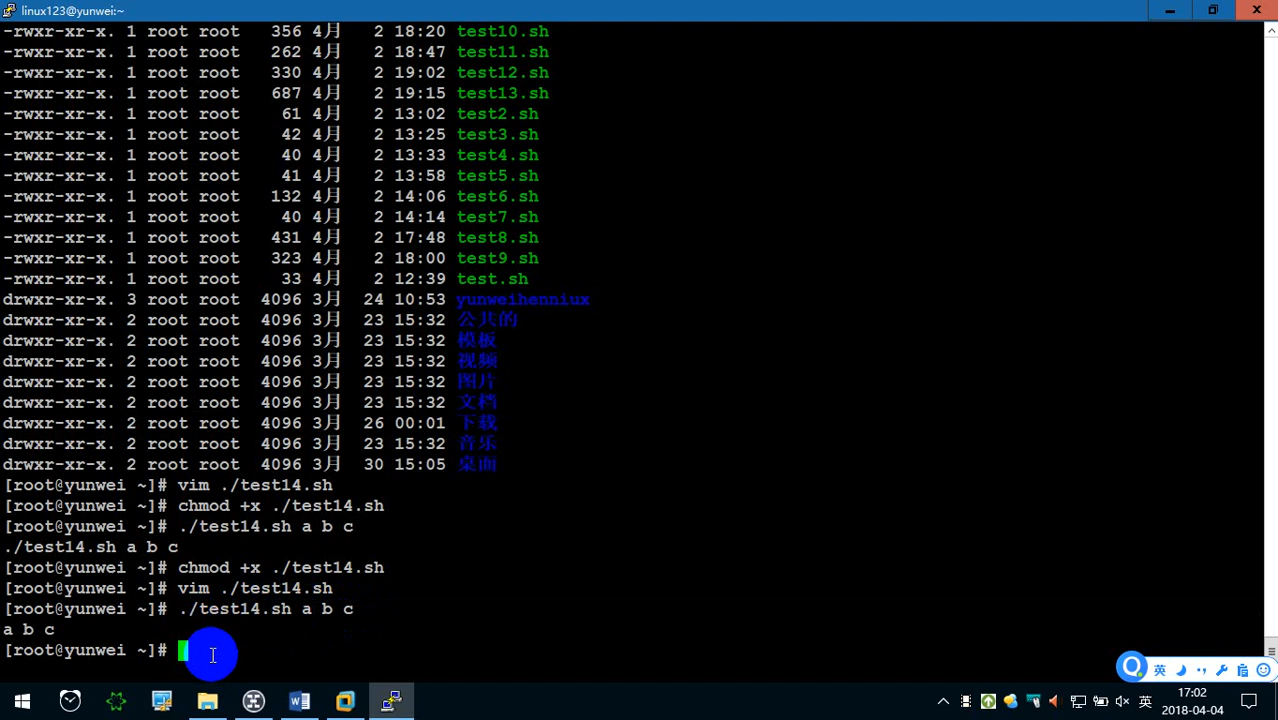 linux123@yunwei:~
-rwxr-xr-x. 1 root root 356 4月 2 18:20 test10.sh
-rwxr-xr-x. 1 root root 262 4月 2 18:47 test11.sh
-rwxr-xr-x. 1 root root 330 4月 2 19:02 test12.sh
-rwxr-xr-x. 1 root root 687 4月 2 19:15 test13.sh
-rwxr-xr-x. 1 root root 61 4月 2 13:02 test2.sh
-rwxr-xr-x. 1 root root 42 4月 2 13:25 test3.sh
-rwxr-xr-x. 1 root root 40 4月 2 13:33 test4.sh
-rwxr-xr-x. 1 root root 41 4月 2 13:58 test5.sh
-rwxr-xr-x. 1 root root 132 4月 2 14:06 test6.sh
-rwxr-xr-x. 1 root root 40 4月 2 14:14 test7.sh
-rwxr-xr-x. 1 root root 431 4月 2 17:48 test8.sh
-rwxr-xr-x. 1 root root 323 4月 2 18:00 test9.sh
-rwxr-xr-x. 1 root root 33 4月 2 12:39 test.sh
drwxr-xr-x. 3 root root 4096 3月 24 10:53 yunweihenniux
drwxr-xr-x. 2 root root 4096 3月 23 15:32 公共的
drwxr-xr-x. 2 root root 4096 3月 23 15:32 模板
drwxr-xr-x. 2 root root 4096 3月 23 15:32 视频
drwxr-xr-x. 2 root root 4096 3月 23 15:32 图片
drwxr-xr-x. 2 root root 4096 3月 23 15:32 文档
drwxr-xr-x. 2 root root 4096 3月 26 00:01 下载
drwxr-xr-x. 2 root root 4096 3月 23 15:32 音乐
drwxr-xr-x. 2 root root 4096 3月 30 15:05 桌面
[root@yunwei ~]# vim ./test14.sh
[root@yunwei ~]# chmod +x ./test14.sh
[root@yunwei ~]# ./test14.sh a b c
./test14.sh a b c
[root@yunwei ~]# chmod +x ./test14.sh
[root@yunwei ~]# vim ./test14.sh
[root@yunwei ~]# ./test14.sh a b c
a b c
[root@yunwei ~]#
英
英
17:02
2018-04-04